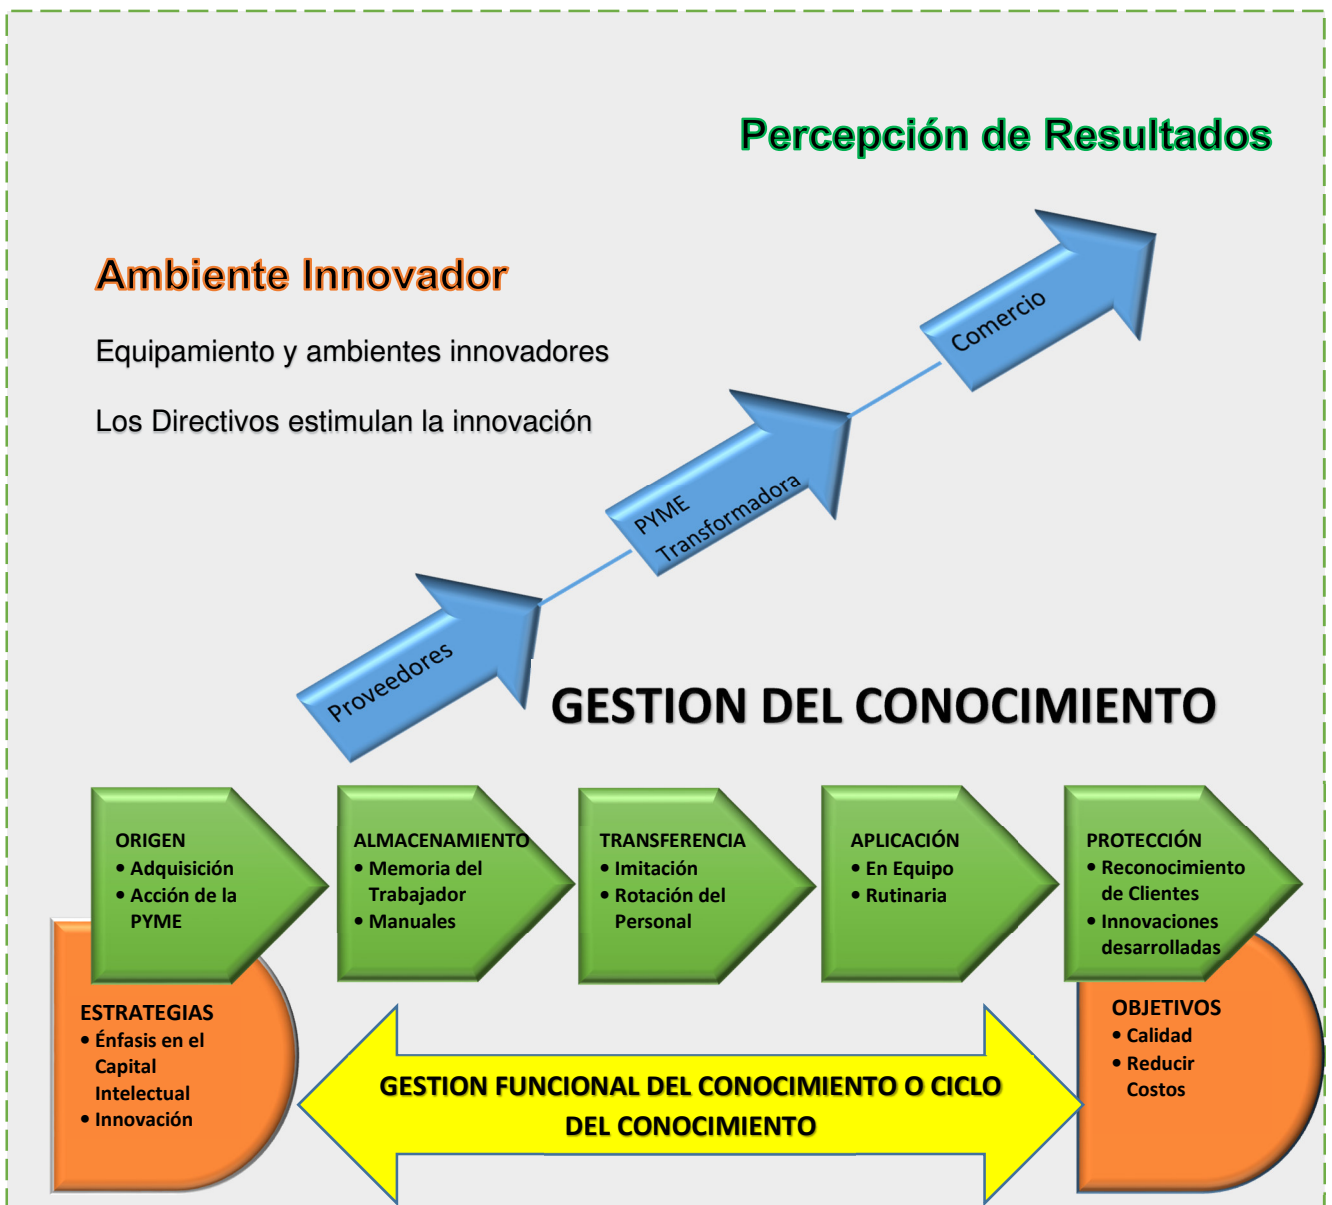 Percepción de Resultados
Ambiente Innovador
Equipamiento y ambientes innovadores
Los Directivos estimulan la innovación
Comercio
PYME
Transformadora
Proveedores
GESTION DEL CONOCIMIENTO
ORIGEN
• Adquisición
• Acción de la
PYME
ALMACENAMIENTO
• Memoria del
Trabajador
• Manuales
TRANSFERENCIA
• Imitación
• Rotación del
Personal
APLICACIÓN
• En Equipo
• Rutinaria
PROTECCIÓN
• Reconocimiento
de Clientes
• Innovaciones
desarrolladas
ESTRATEGIAS
• Énfasis en el
Capital
Intelectual
• Innovación
GESTION FUNCIONAL DEL CONOCIMIENTO O CICLO
DEL CONOCIMIENTO
OBJETIVOS
• Calidad
• Reducir
Costos